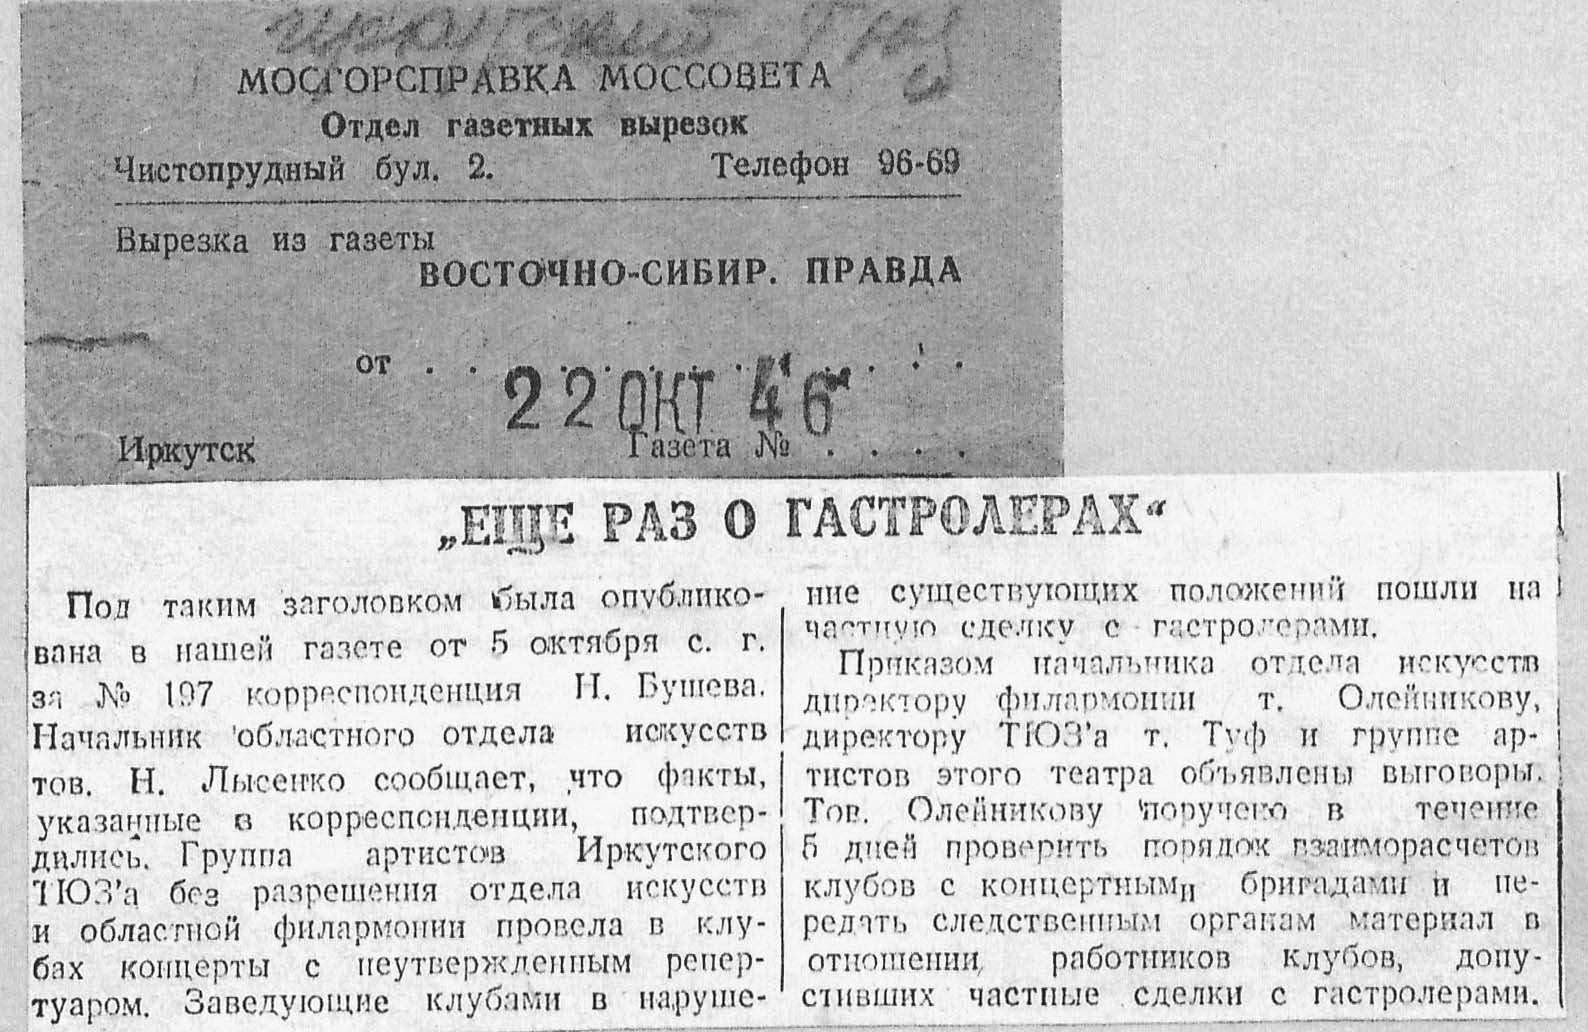 МОСГОРСПРАВКА МОССОВЕТА
Отдел газетных вырезок
Чистопрудный бул. 2. Телефон 96-69
Вырезка из газеты
ВОСТОЧНО-СИБИР. ПРАВДА
от . . . . . . . . . . . . .
22 ОКТ 46
Иркутск Газета № . . . .
„ЕЩЕ РАЗ О ГАСТРОЛЕРАХ“
Под таким заголовком была опублико-
вана в нашей газете от 5 октября с. г.
за № 197 корреспонденция Н. Бушева.
Начальник областного отдела искусств
тов. Н. Лысенко сообщает, что факты,
указанные в корреспонденции, подтвер-
дились. Группа артистов Иркутского
ТЮЗ'а без разрешения отдела искусств
и областной филармонии провела в клу-
бах концерты с неутвержденным репер-
туаром. Заведующие клубами в наруше-
ние существующих положений пошли на
частную сделку с гастролерами.
Приказом начальника отдела искусств
директору филармонии т. Олейникову,
директору ТЮЗ'а т. Туф и группе ар-
тистов этого театра объявлены выговоры.
Тов. Олейникову поручено в течение
5 дней проверить порядок взаиморасчетов
клубов с концертными бригадами и пе-
редать следственным органам материал в
отношении работников клубов, допу-
стивших частные сделки с гастролерами.